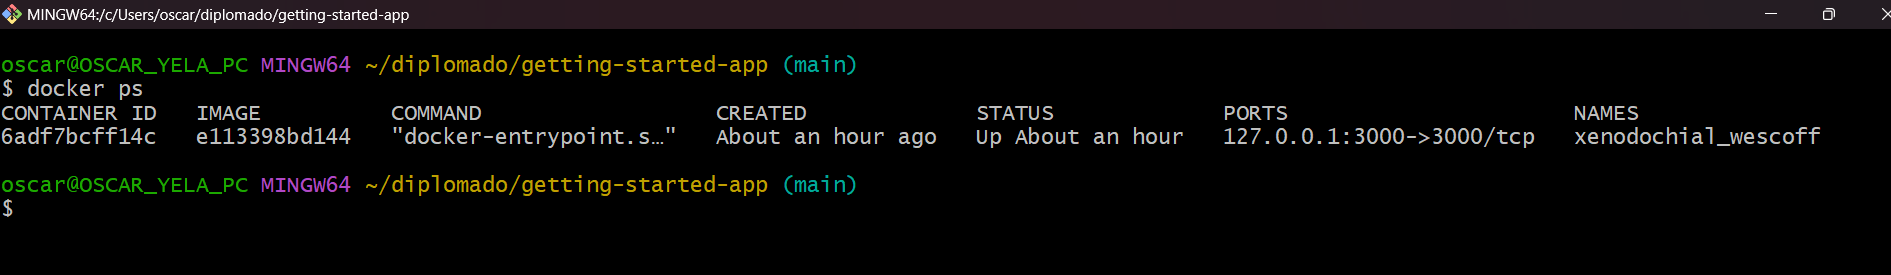 MINGW64:/c/Users/oscar/diplomado/getting-started-app
oscar@OSCAR_YELA_PC MINGW64 ~/diplomado/getting-started-app (main)
$ docker ps
CONTAINER ID   IMAGE          COMMAND                  CREATED             STATUS             PORTS                      NAMES
6adf7bcff14c   e113398bd144   "docker-entrypoint.s…"   About an hour ago   Up About an hour   127.0.0.1:3000->3000/tcp   xenodochial_wescoff
oscar@OSCAR_YELA_PC MINGW64 ~/diplomado/getting-started-app (main)
$